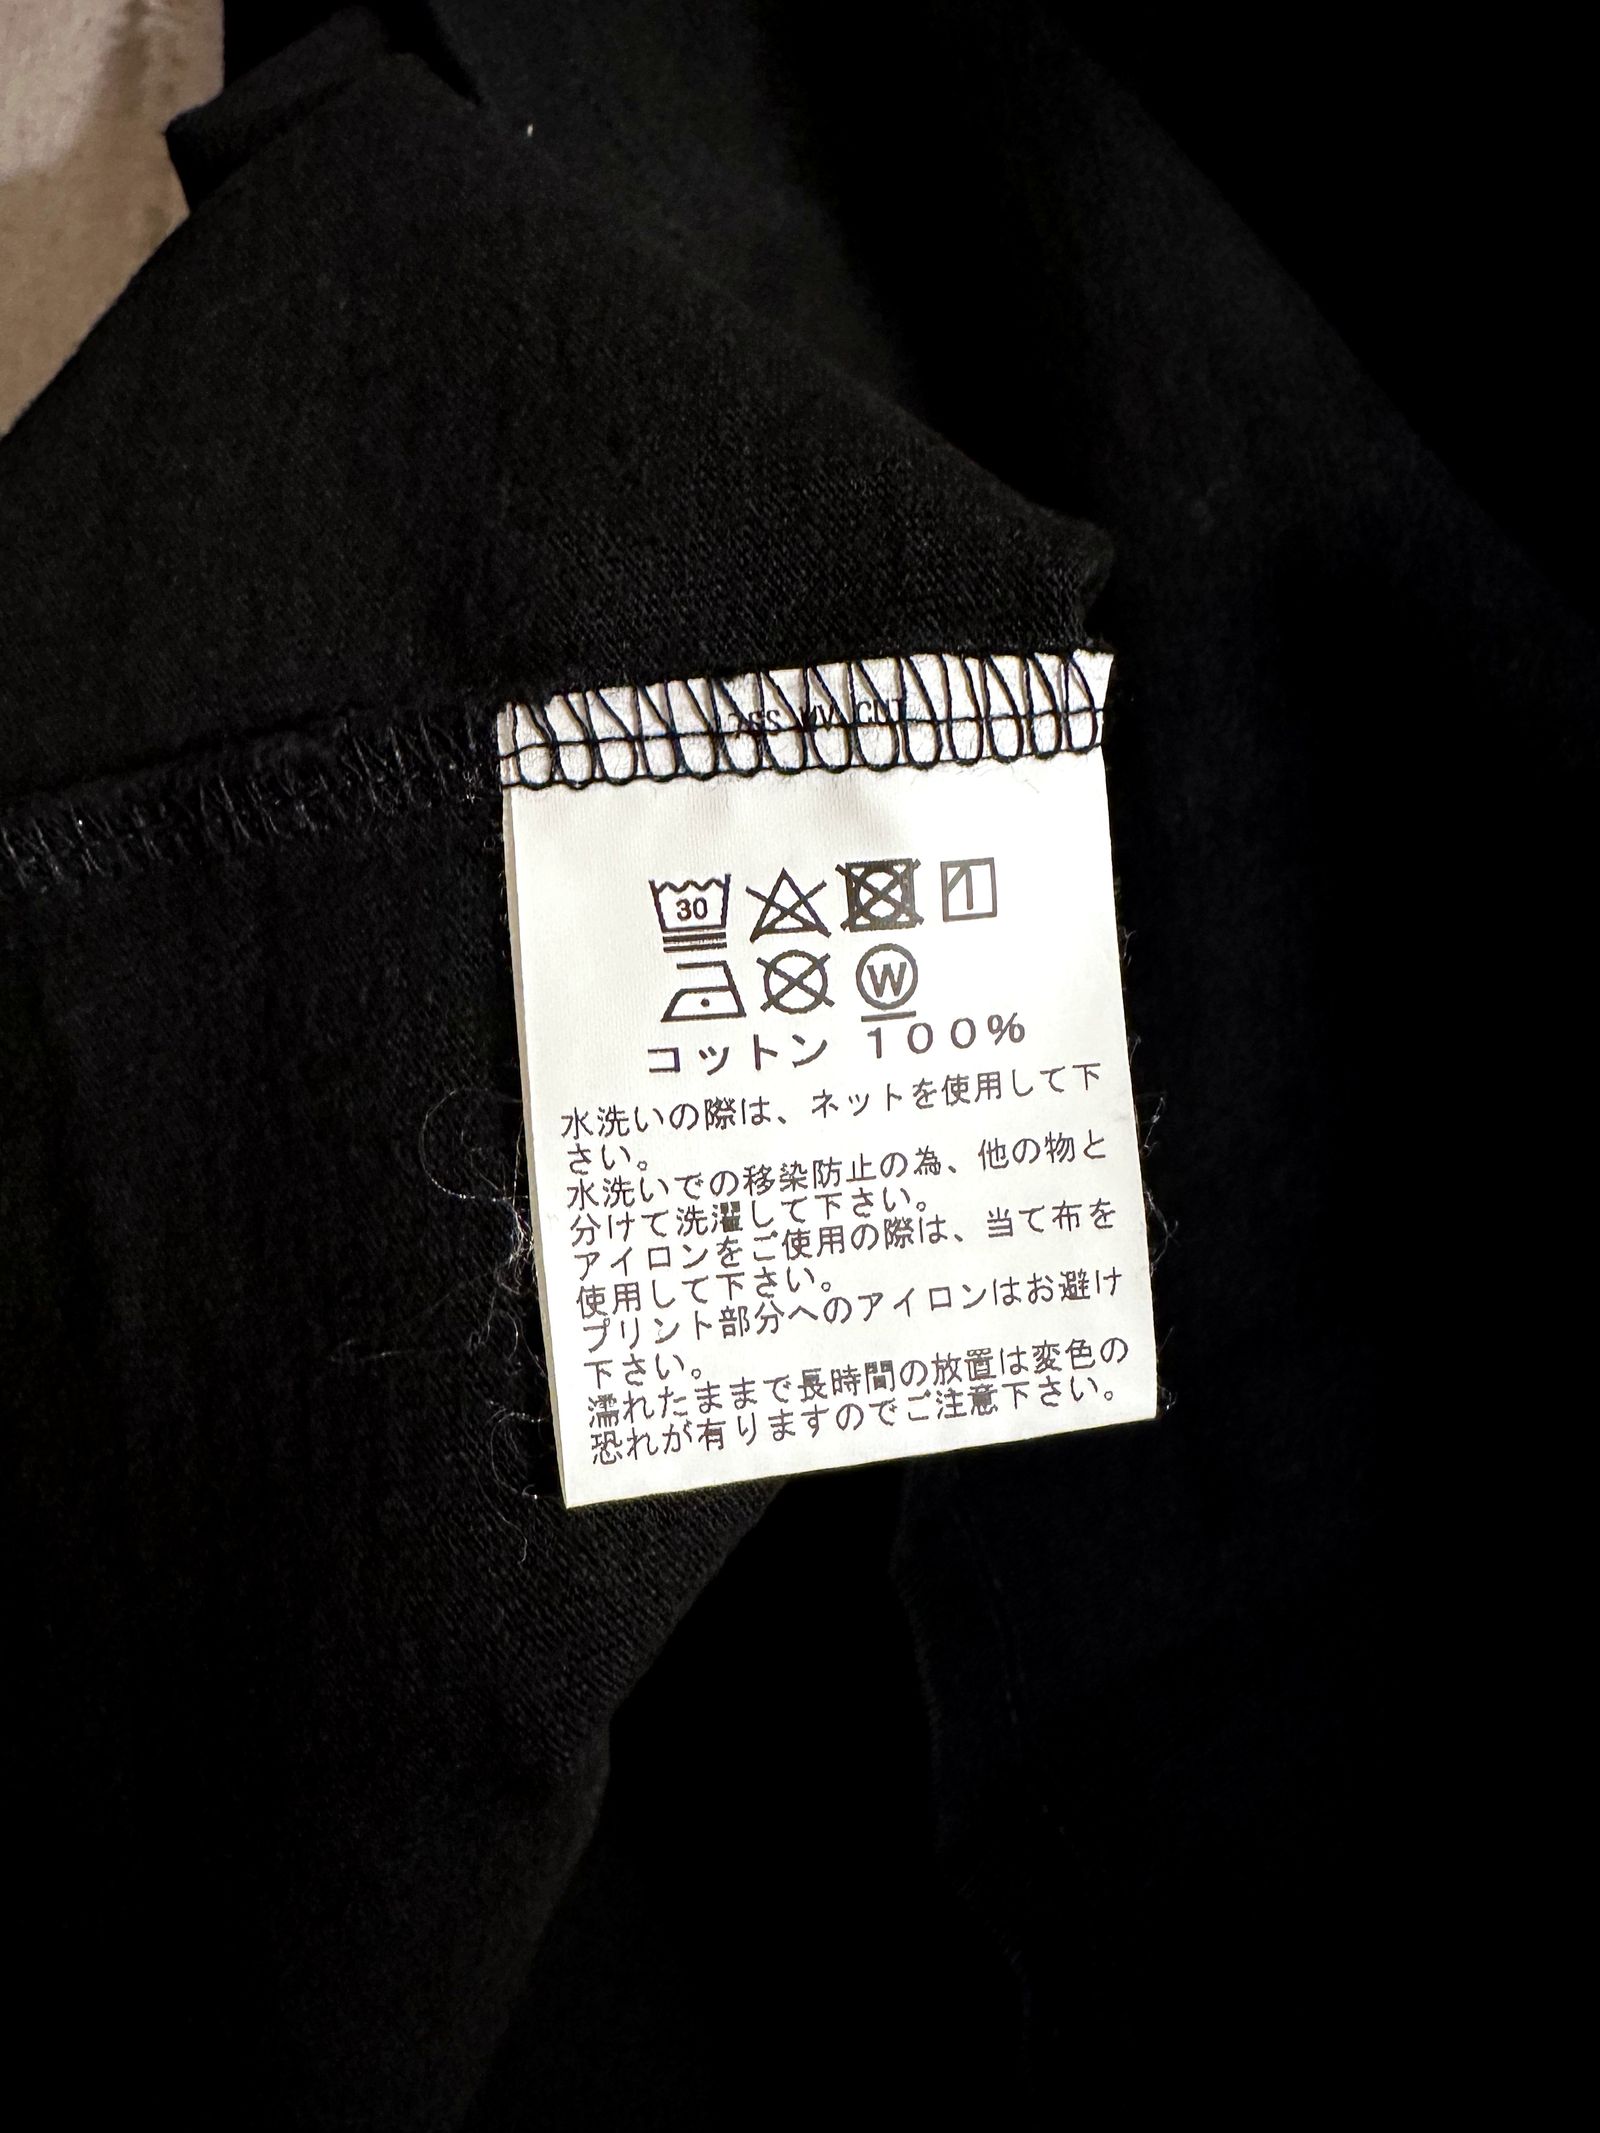 30
W
コットン 100%
水洗いの際は、ネットを使用して下
さい。
水洗いでの移染防止の為、他の物と
分けて洗濯して下さい。
アイロンをご使用の際は、当て布を
使用して下さい。
プリント部分へのアイロンはお避け
下さい。
濡れたままで長時間の放置は変色の
恐れが有りますのでご注意下さい。